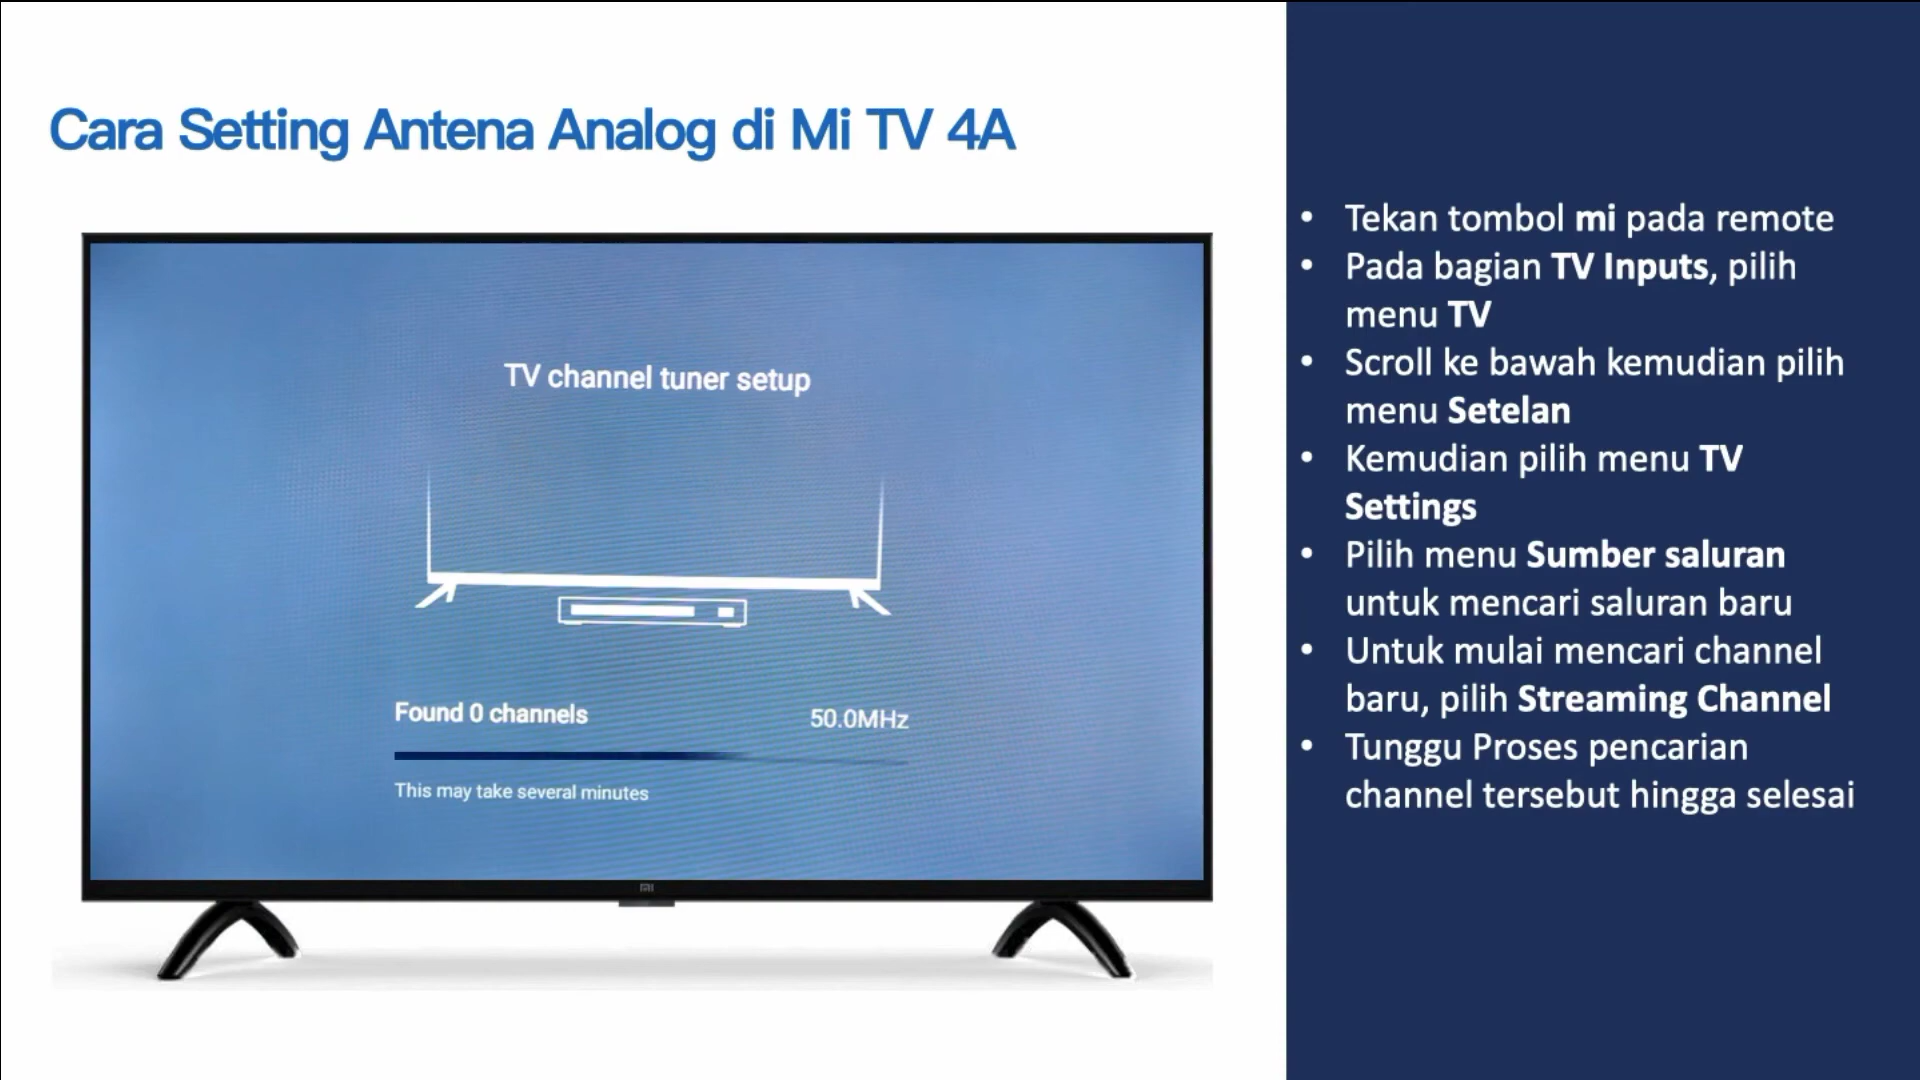 Cara Setting Antena Analog di Mi TV 4A
TV channel tuner setup
Found 0 channels
50.0MHz
This may take several minutes
mi
• Tekan tombol mi pada remote
• Pada bagian TV Inputs, pilih
menu TV
• Scroll ke bawah kemudian pilih
menu Setelan
• Kemudian pilih menu TV
Settings
• Pilih menu Sumber saluran
untuk mencari saluran baru
• Untuk mulai mencari channel
baru, pilih Streaming Channel
• Tunggu Proses pencarian
channel tersebut hingga selesai